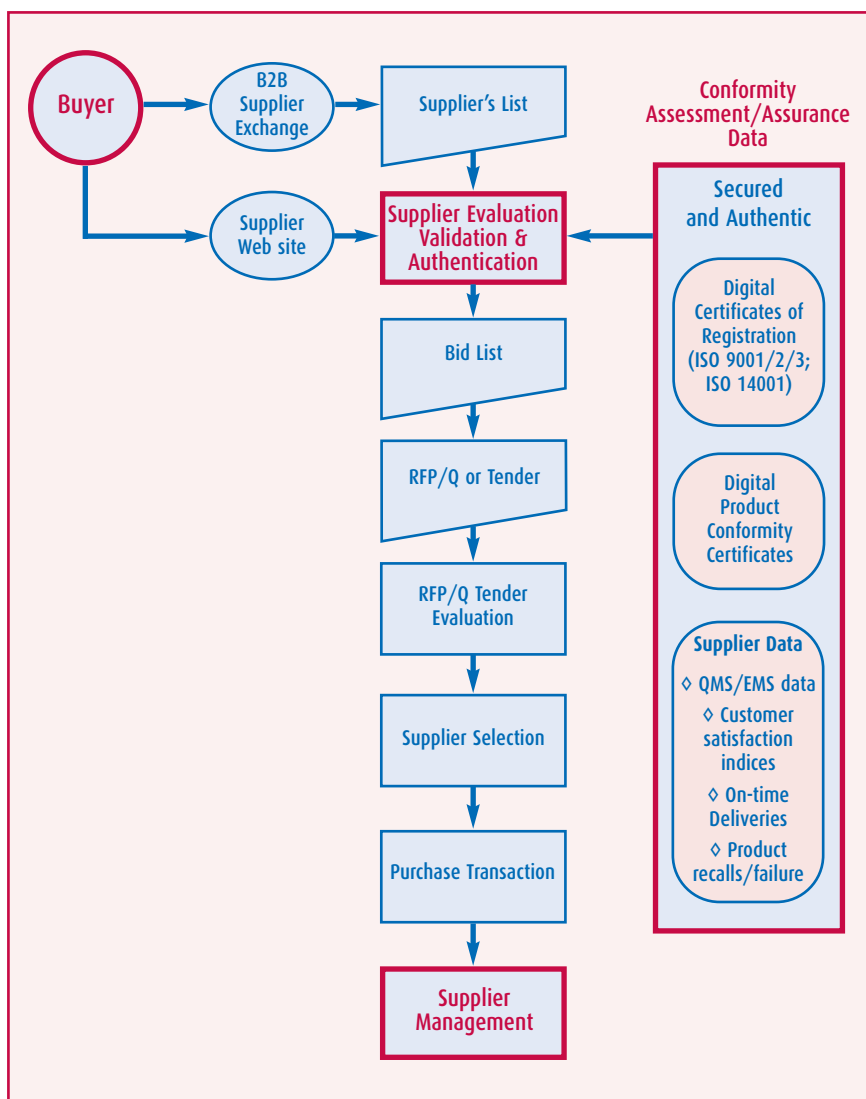 Buyer
B2B
Supplier
Exchange
Supplier's List
Supplier
Web site
Supplier Evaluation
Validation &
Authentication
Bid List
RFP/Q or Tender
RFP/Q Tender
Evaluation
Supplier Selection
Purchase Transaction
Supplier
Management
Conformity
Assessment/Assurance
Data
Secured
and Authentic
Digital
Certificates of
Registration
(ISO 9001/2/3;
ISO 14001)
Digital
Product
Conformity
Certificates
Supplier Data
◊ QMS/EMS data
◊ Customer
satisfaction
indices
◊ On-time
Deliveries
◊ Product
recalls/failure